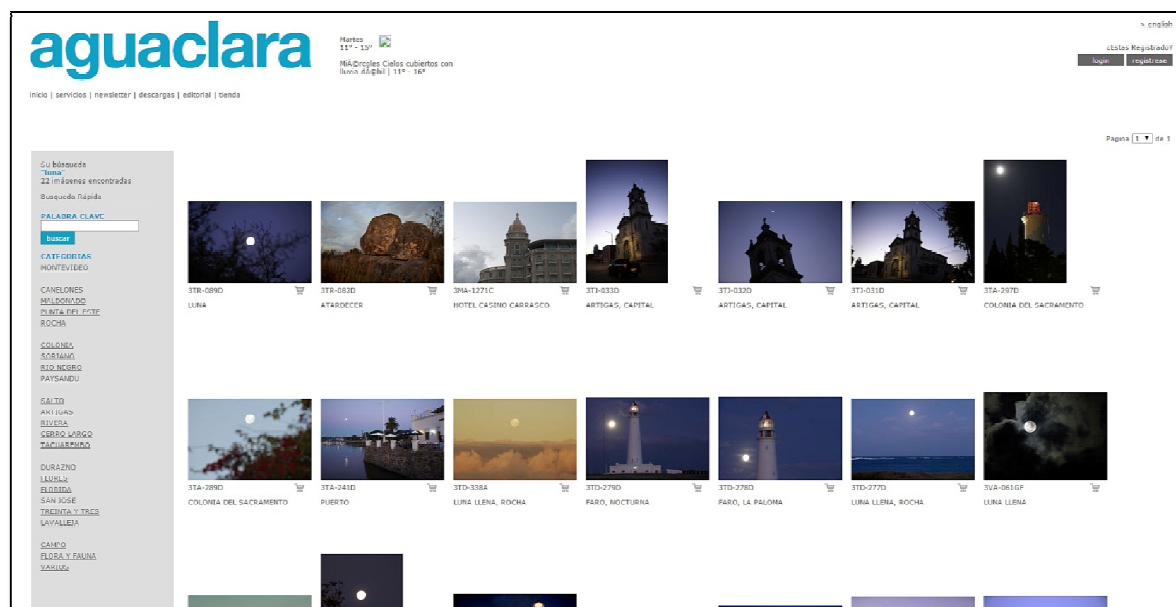 > english
aguaclara
Martes
11° - 15°
MiÃ©rcoles Cielos cubiertos con
lluvia dÃ©bil | 11° - 16°
¿Estas Registrado?
login registrese
inicio | servicios | newsletter | descargas | editorial | tienda
Pagina 1 de 1
Su búsqueda
"luna"
22 imágenes encontradas
Busqueda Rápida
PALABRA CLAVE
buscar
CATEGORIAS
MONTEVIDEO
CANELONES
MALDONADO
PUNTA DEL ESTE
ROCHA
COLONIA
SORIANO
RIO NEGRO
PAYSANDU
SALTO
ARTIGAS
RIVERA
CERRO LARGO
TACUAREMBO
DURAZNO
FLORES
FLORIDA
SAN JOSE
TREINTA Y TRES
LAVALLEJA
CAMPO
FLORA Y FAUNA
VARIOS
3TR-089D
LUNA
3TR-082D
ATARDECER
3MA-1271C
HOTEL CASINO CARRASCO
3TJ-033D
ARTIGAS, CAPITAL
3TJ-032D
ARTIGAS, CAPITAL
3TJ-031D
ARTIGAS, CAPITAL
3TA-297D
COLONIA DEL SACRAMENTO
3TA-289D
COLONIA DEL SACRAMENTO
3TA-241D
PUERTO
3TD-338A
LUNA LLENA, ROCHA
3TD-279D
FARO, NOCTURNA
3TD-278D
FARO, LA PALOMA
3TD-277D
LUNA LLENA, ROCHA
3VA-061GF
LUNA LLENA